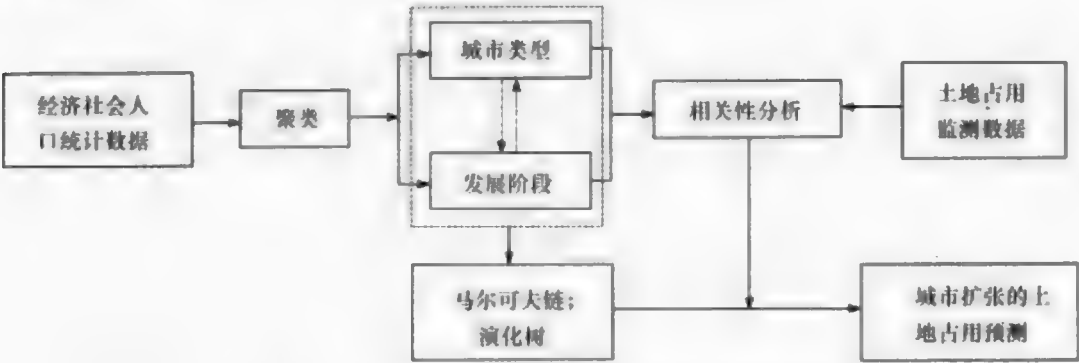 经济社会人
口统计数据
聚类
城市类型
发展阶段
相关性分析
土地占用
监测数据
马尔可夫链;
演化树
城市扩张的土
地占用预测